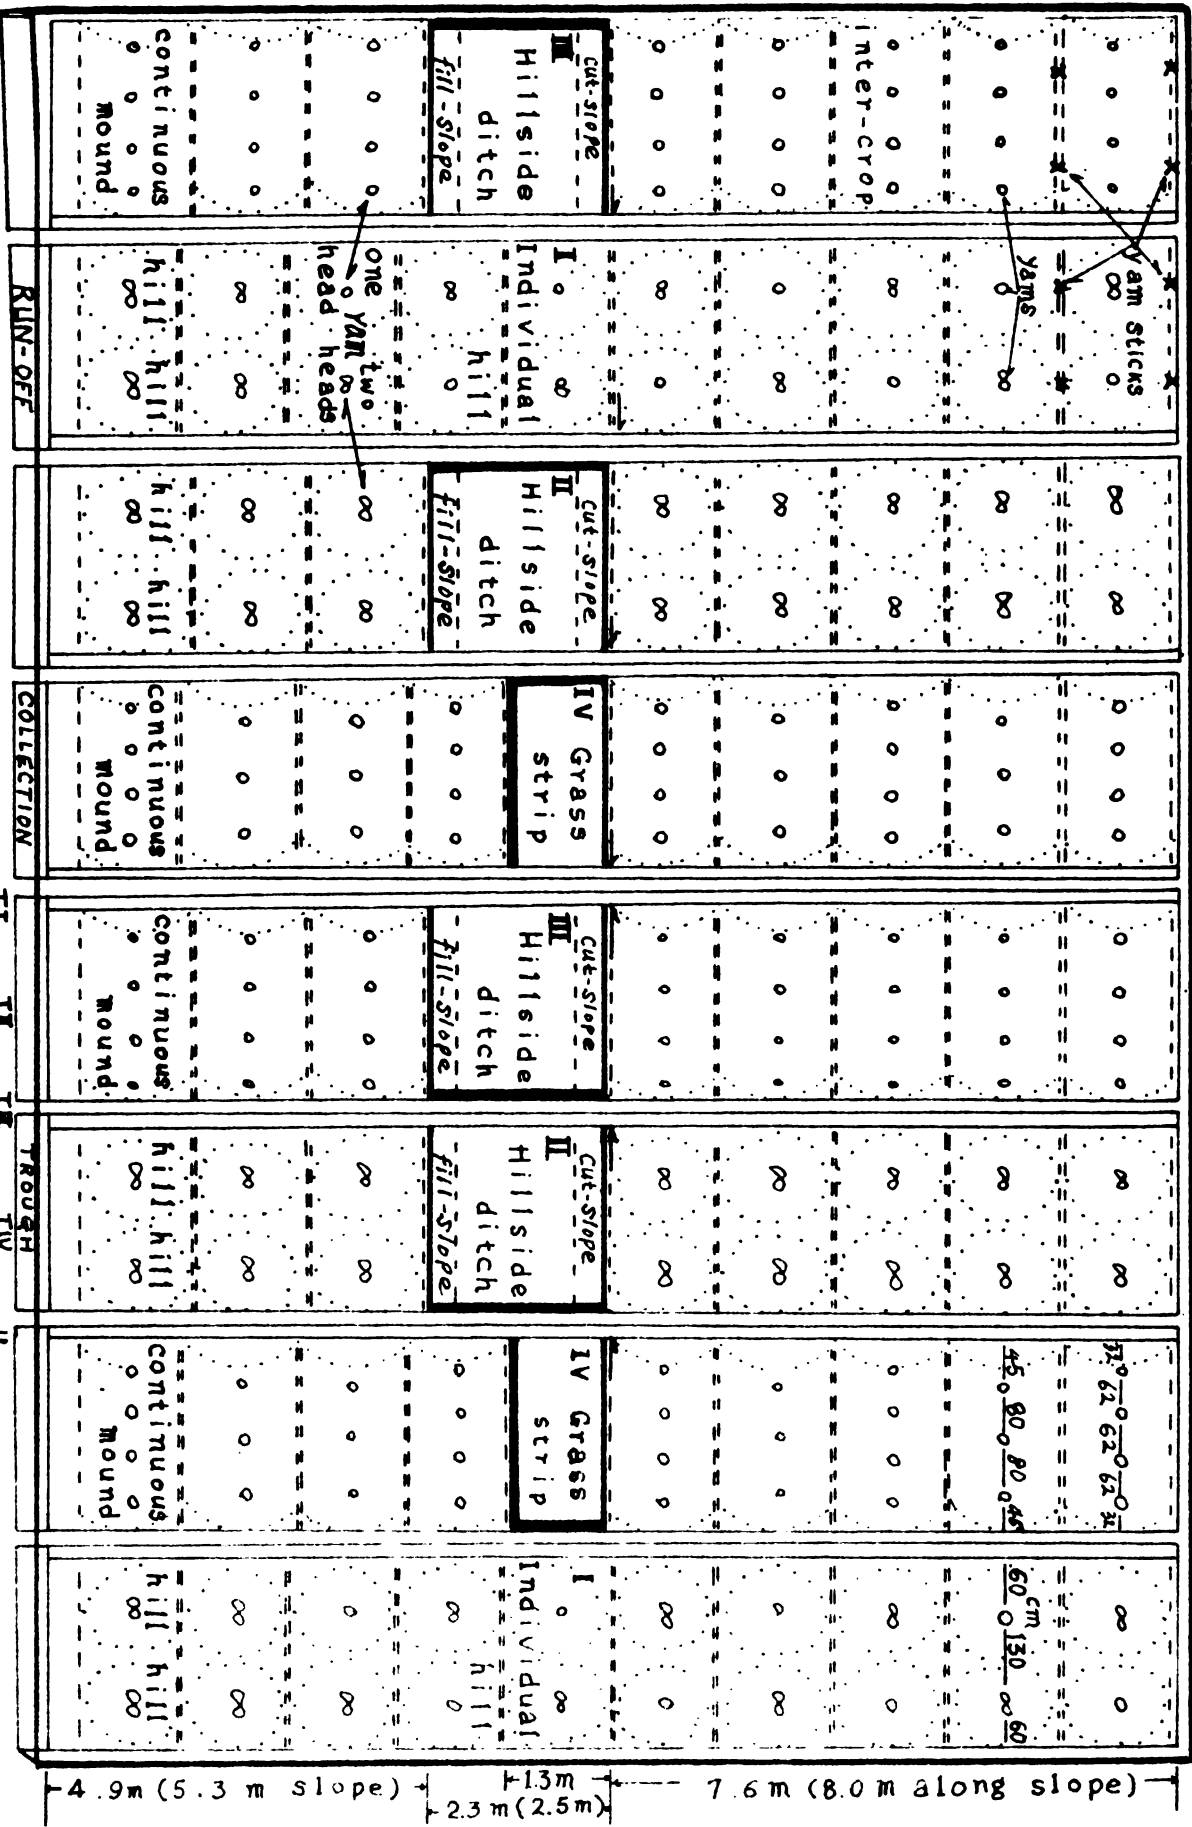 III
cut-slope
Hillside
ditch
fill-slope
inter-crop
continuous
mound
yam sticks
yams
I
Individual
hill
one yam two
head heads
hill hill
II
cut-slope
Hillside
ditch
fill-slope
hill hill
IV Grass
strip
continuous
mound
III
cut-slope
Hillside
ditch
fill-slope
continuous
mound
II
cut-slope
Hillside
ditch
fill-slope
hill hill
IV Grass
strip
continuous
mound
62 62 62
45 80 80 45
I
Individual
hill
hill hill
cm
60 130 60
RUN-OFF
COLLECTION
TROUGH
7.6 m (8.0 m along slope)
1.3m
2.3 m (2.5m)
4.9m (5.3 m slope)